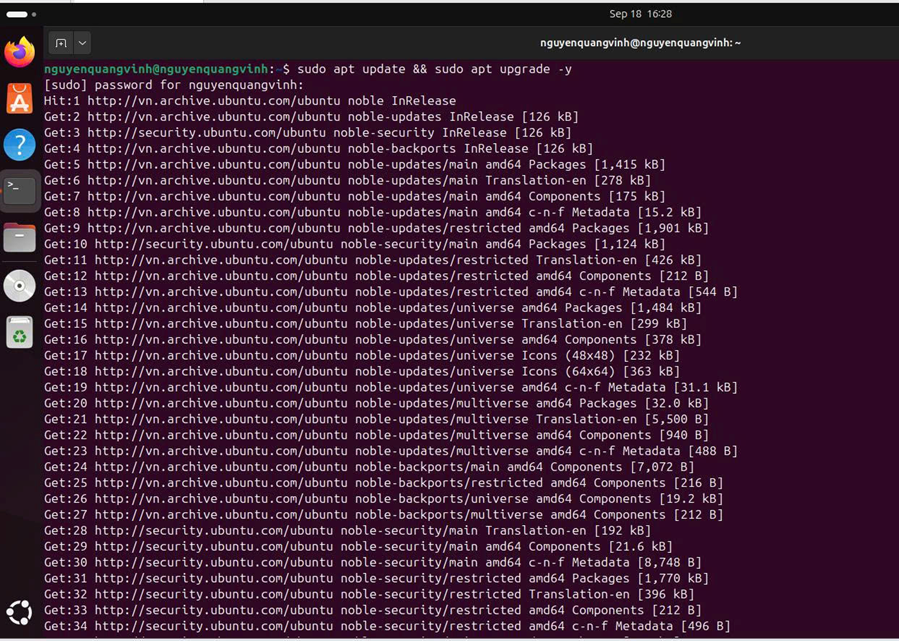 Sep 18 16:28
nguyenquangvinh@nguyenquangvinh: ~
nguyenquangvinh@nguyenquangvinh:~$ sudo apt update && sudo apt upgrade -y
[sudo] password for nguyenquangvinh:
Hit:1 http://vn.archive.ubuntu.com/ubuntu noble InRelease
Get:2 http://vn.archive.ubuntu.com/ubuntu noble-updates InRelease [126 kB]
Get:3 http://security.ubuntu.com/ubuntu noble-security InRelease [126 kB]
Get:4 http://vn.archive.ubuntu.com/ubuntu noble-backports InRelease [126 kB]
Get:5 http://vn.archive.ubuntu.com/ubuntu noble-updates/main amd64 Packages [1,415 kB]
Get:6 http://vn.archive.ubuntu.com/ubuntu noble-updates/main Translation-en [278 kB]
Get:7 http://vn.archive.ubuntu.com/ubuntu noble-updates/main amd64 Components [175 kB]
Get:8 http://vn.archive.ubuntu.com/ubuntu noble-updates/main amd64 c-n-f Metadata [15.2 kB]
Get:9 http://vn.archive.ubuntu.com/ubuntu noble-updates/restricted amd64 Packages [1,901 kB]
Get:10 http://security.ubuntu.com/ubuntu noble-security/main amd64 Packages [1,124 kB]
Get:11 http://vn.archive.ubuntu.com/ubuntu noble-updates/restricted Translation-en [426 kB]
Get:12 http://vn.archive.ubuntu.com/ubuntu noble-updates/restricted amd64 Components [212 B]
Get:13 http://vn.archive.ubuntu.com/ubuntu noble-updates/restricted amd64 c-n-f Metadata [544 B]
Get:14 http://vn.archive.ubuntu.com/ubuntu noble-updates/universe amd64 Packages [1,484 kB]
Get:15 http://vn.archive.ubuntu.com/ubuntu noble-updates/universe Translation-en [299 kB]
Get:16 http://vn.archive.ubuntu.com/ubuntu noble-updates/universe amd64 Components [378 kB]
Get:17 http://vn.archive.ubuntu.com/ubuntu noble-updates/universe Icons (48x48) [232 kB]
Get:18 http://vn.archive.ubuntu.com/ubuntu noble-updates/universe Icons (64x64) [363 kB]
Get:19 http://vn.archive.ubuntu.com/ubuntu noble-updates/universe amd64 c-n-f Metadata [31.1 kB]
Get:20 http://vn.archive.ubuntu.com/ubuntu noble-updates/multiverse amd64 Packages [32.0 kB]
Get:21 http://vn.archive.ubuntu.com/ubuntu noble-updates/multiverse Translation-en [5,500 B]
Get:22 http://vn.archive.ubuntu.com/ubuntu noble-updates/multiverse amd64 Components [940 B]
Get:23 http://vn.archive.ubuntu.com/ubuntu noble-updates/multiverse amd64 c-n-f Metadata [488 B]
Get:24 http://vn.archive.ubuntu.com/ubuntu noble-backports/main amd64 Components [7,072 B]
Get:25 http://vn.archive.ubuntu.com/ubuntu noble-backports/restricted amd64 Components [216 B]
Get:26 http://vn.archive.ubuntu.com/ubuntu noble-backports/universe amd64 Components [19.2 kB]
Get:27 http://vn.archive.ubuntu.com/ubuntu noble-backports/multiverse amd64 Components [212 B]
Get:28 http://security.ubuntu.com/ubuntu noble-security/main Translation-en [192 kB]
Get:29 http://security.ubuntu.com/ubuntu noble-security/main amd64 Components [21.6 kB]
Get:30 http://security.ubuntu.com/ubuntu noble-security/main amd64 c-n-f Metadata [8,748 B]
Get:31 http://security.ubuntu.com/ubuntu noble-security/restricted amd64 Packages [1,770 kB]
Get:32 http://security.ubuntu.com/ubuntu noble-security/restricted Translation-en [396 kB]
Get:33 http://security.ubuntu.com/ubuntu noble-security/restricted amd64 Components [212 B]
Get:34 http://security.ubuntu.com/ubuntu noble-security/restricted amd64 c-n-f Metadata [496 B]